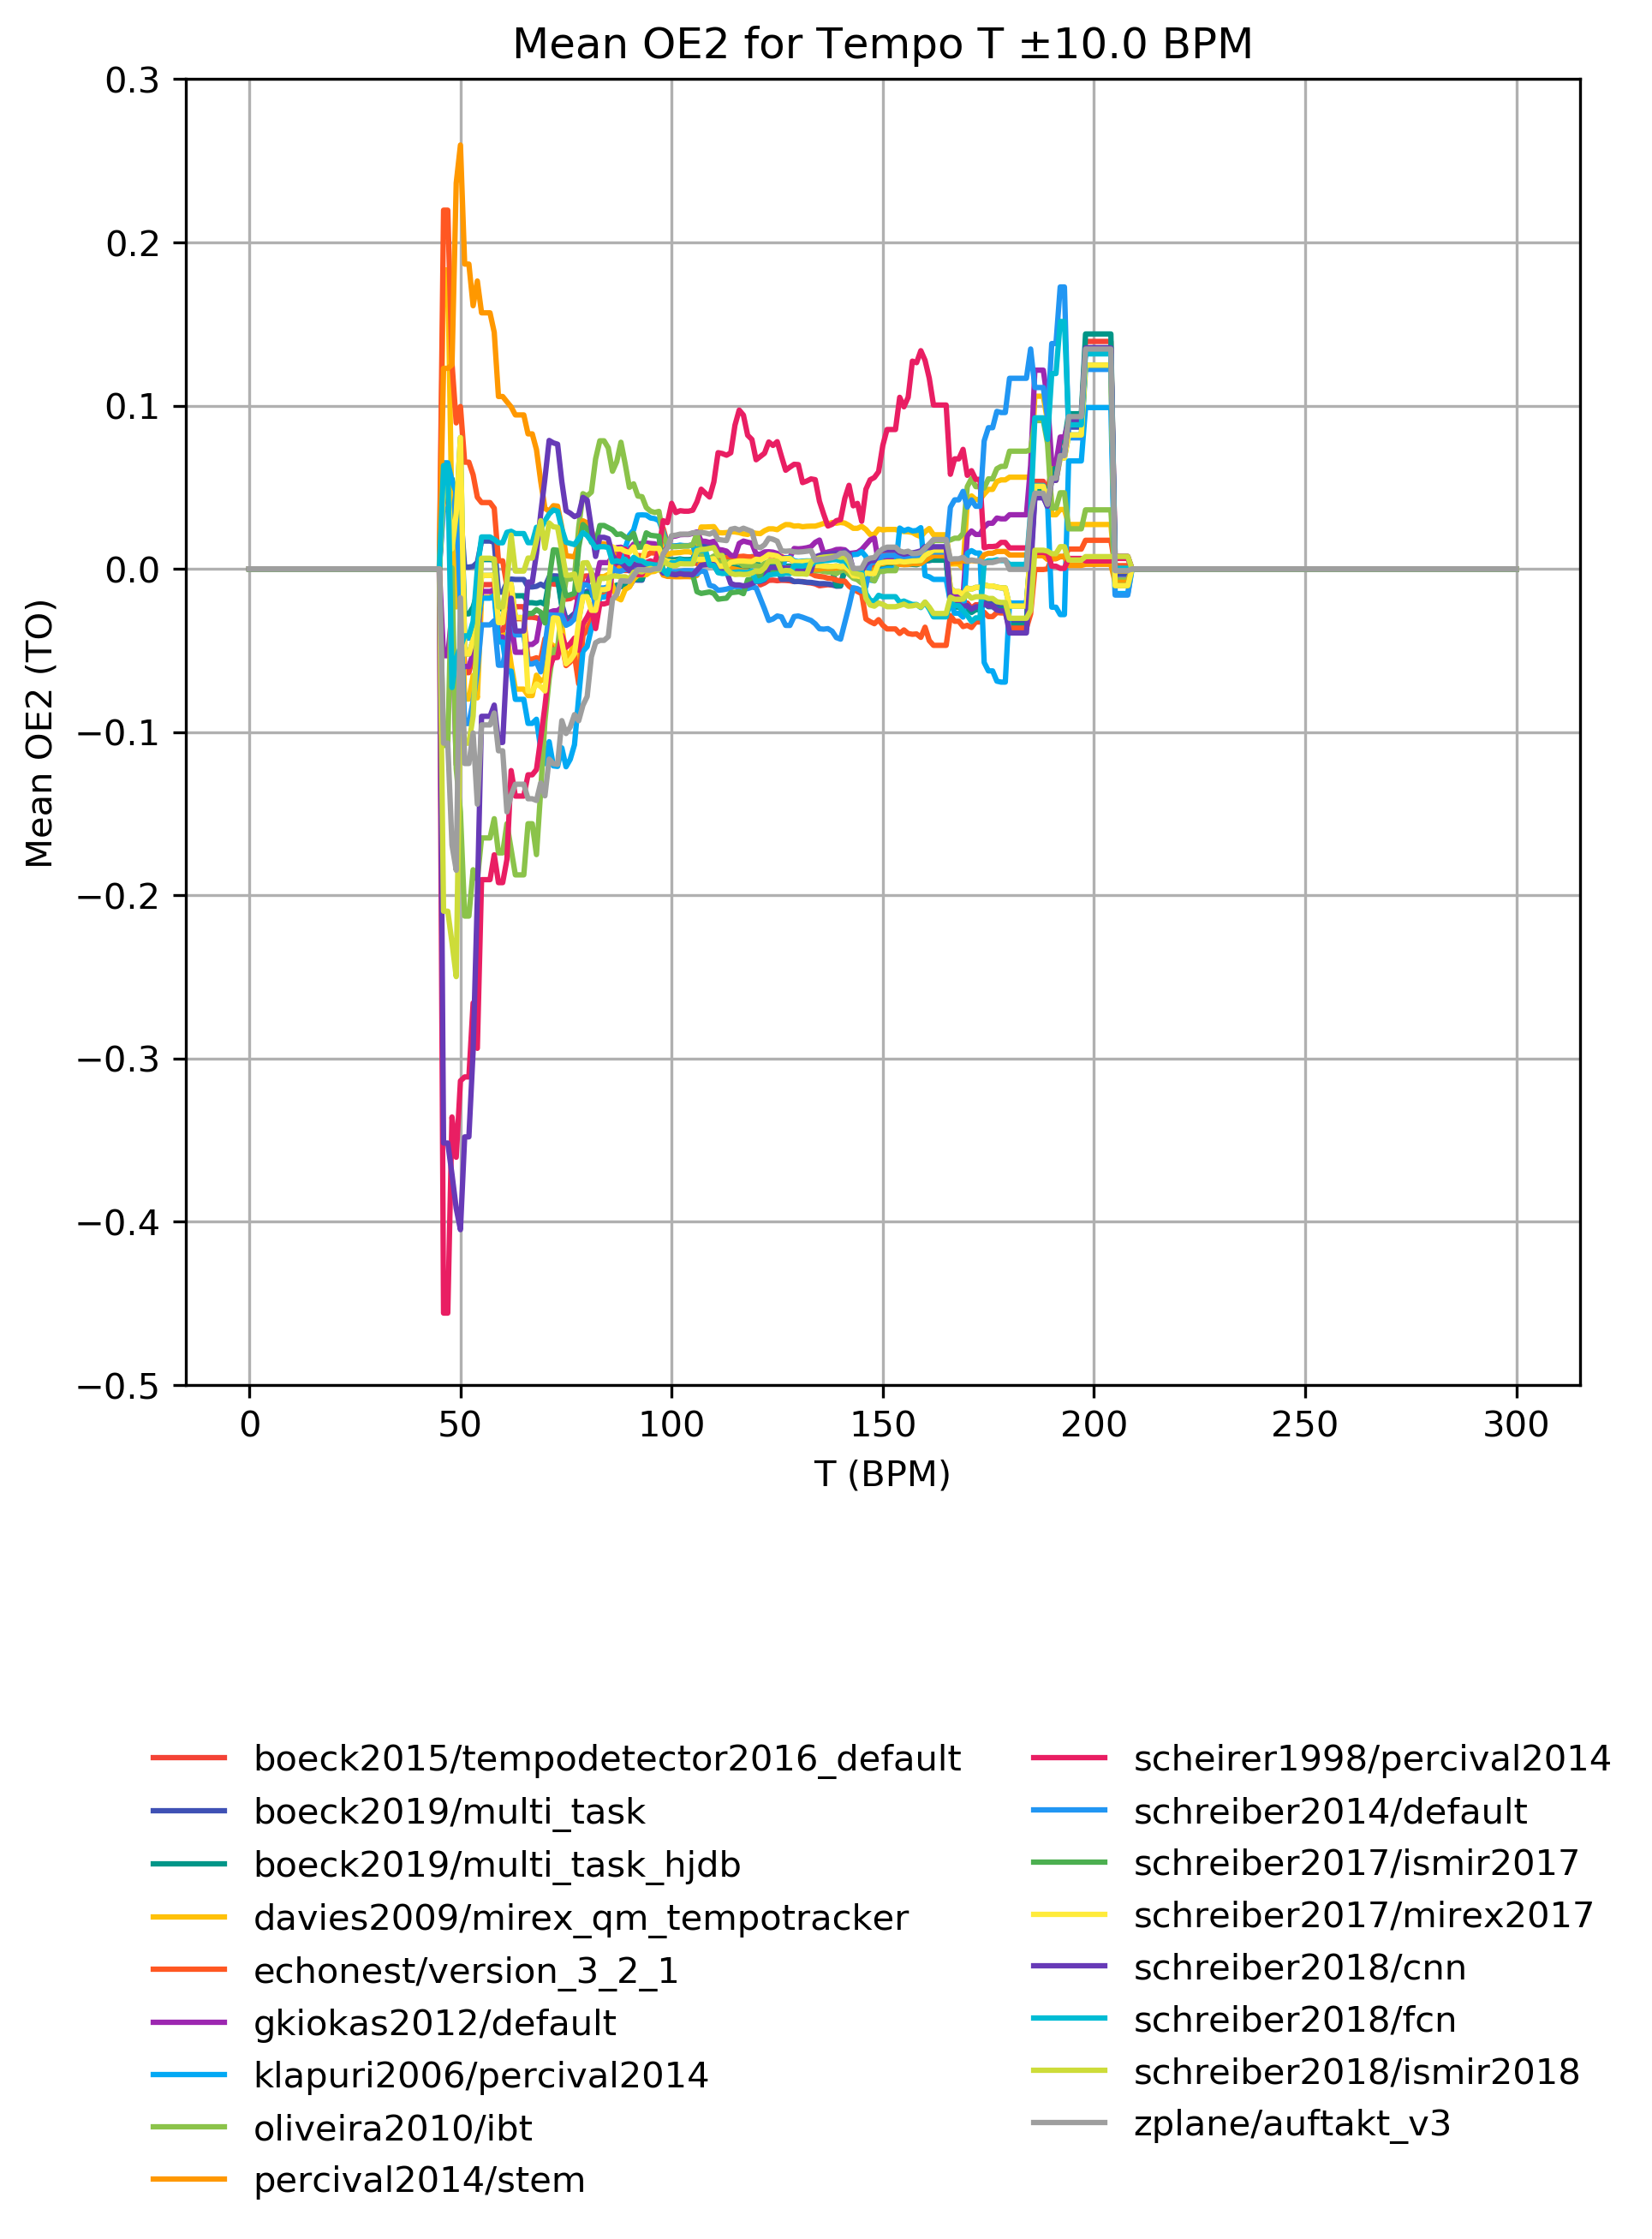 Mean OE2 for Tempo T ±10.0 BPM
0.3
0.2
0.1
0.0
−0.1
−0.2
−0.3
−0.4
−0.5
Mean OE2 (TO)
0 50 100 150 200 250 300
T (BPM)
boeck2015/tempodetector2016_default
boeck2019/multi_task
boeck2019/multi_task_hjdb
davies2009/mirex_qm_tempotracker
echonest/version_3_2_1
gkiokas2012/default
klapuri2006/percival2014
oliveira2010/ibt
percival2014/stem
scheirer1998/percival2014
schreiber2014/default
schreiber2017/ismir2017
schreiber2017/mirex2017
schreiber2018/cnn
schreiber2018/fcn
schreiber2018/ismir2018
zplane/auftakt_v3